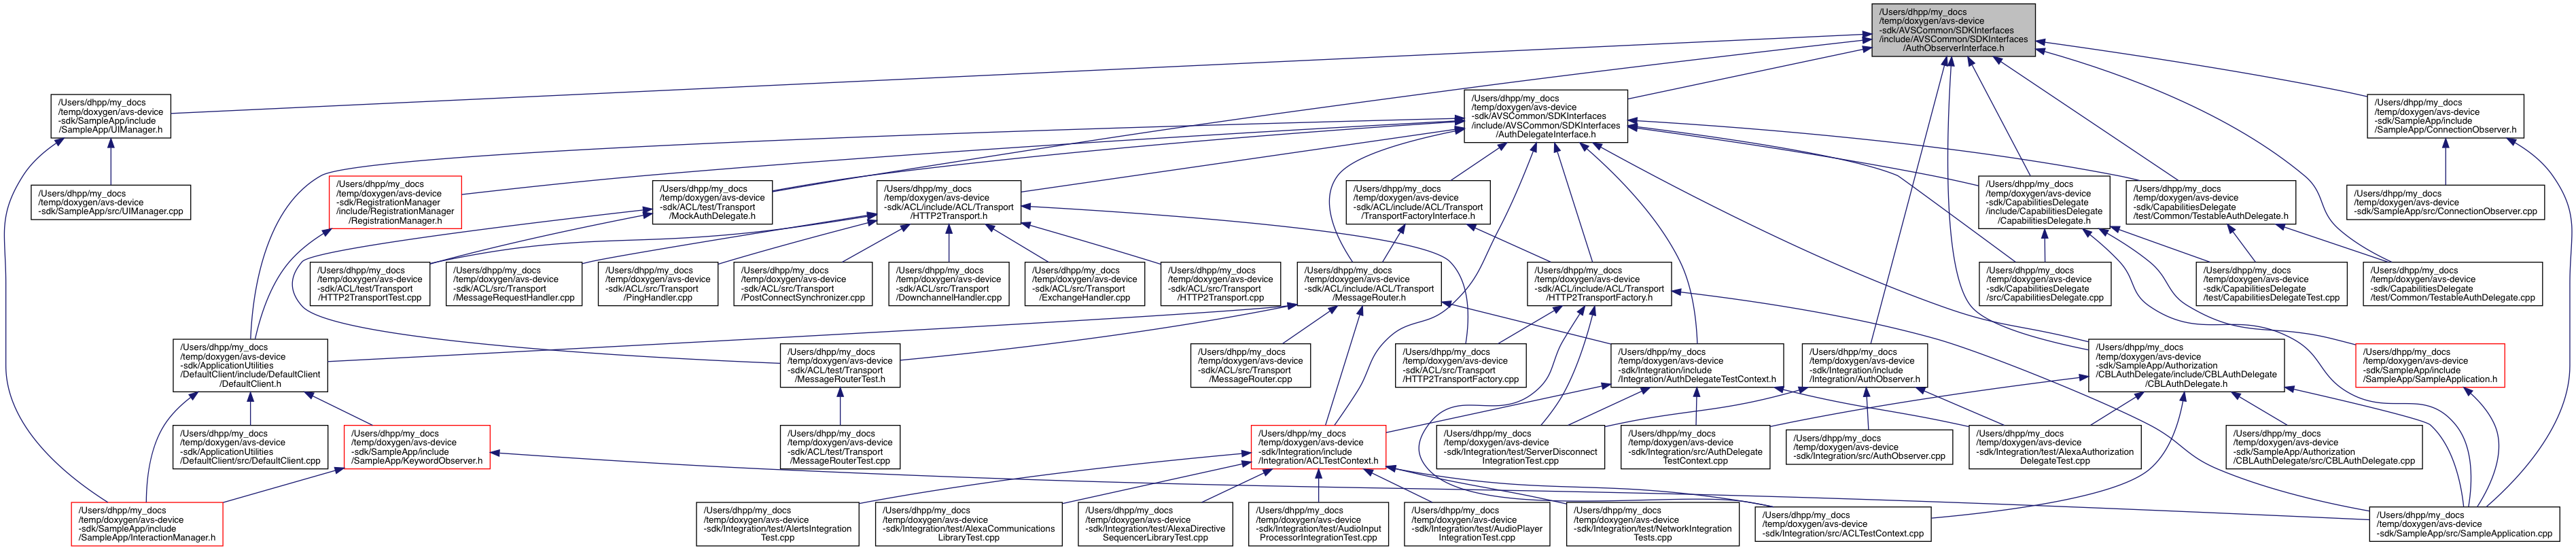 /Users/dhpp/my_docs
/temp/doxygen/avs-device
-sdk/AVSCommon/SDKInterfaces
/include/AVSCommon/SDKInterfaces
/AuthObserverInterface.h
/Users/dhpp/my_docs
/temp/doxygen/avs-device
-sdk/SampleApp/include
/SampleApp/UIManager.h
/Users/dhpp/my_docs
/temp/doxygen/avs-device
-sdk/AVSCommon/SDKInterfaces
/include/AVSCommon/SDKInterfaces
/AuthDelegateInterface.h
/Users/dhpp/my_docs
/temp/doxygen/avs-device
-sdk/SampleApp/include
/SampleApp/ConnectionObserver.h
/Users/dhpp/my_docs
/temp/doxygen/avs-device
-sdk/SampleApp/src/UIManager.cpp
/Users/dhpp/my_docs
/temp/doxygen/avs-device
-sdk/RegistrationManager
/include/RegistrationManager
/RegistrationManager.h
/Users/dhpp/my_docs
/temp/doxygen/avs-device
-sdk/ACL/test/Transport
/MockAuthDelegate.h
/Users/dhpp/my_docs
/temp/doxygen/avs-device
-sdk/ACL/include/ACL/Transport
/HTTP2Transport.h
/Users/dhpp/my_docs
/temp/doxygen/avs-device
-sdk/ACL/include/ACL/Transport
/TransportFactoryInterface.h
/Users/dhpp/my_docs
/temp/doxygen/avs-device
-sdk/CapabilitiesDelegate
/include/CapabilitiesDelegate
/CapabilitiesDelegate.h
/Users/dhpp/my_docs
/temp/doxygen/avs-device
-sdk/CapabilitiesDelegate
/test/Common/TestableAuthDelegate.h
/Users/dhpp/my_docs
/temp/doxygen/avs-device
-sdk/SampleApp/src/ConnectionObserver.cpp
/Users/dhpp/my_docs
/temp/doxygen/avs-device
-sdk/ACL/test/Transport
/HTTP2TransportTest.cpp
/Users/dhpp/my_docs
/temp/doxygen/avs-device
-sdk/ACL/src/Transport
/MessageRequestHandler.cpp
/Users/dhpp/my_docs
/temp/doxygen/avs-device
-sdk/ACL/src/Transport
/PingHandler.cpp
/Users/dhpp/my_docs
/temp/doxygen/avs-device
-sdk/ACL/src/Transport
/PostConnectSynchronizer.cpp
/Users/dhpp/my_docs
/temp/doxygen/avs-device
-sdk/ACL/src/Transport
/DownchannelHandler.cpp
/Users/dhpp/my_docs
/temp/doxygen/avs-device
-sdk/ACL/src/Transport
/ExchangeHandler.cpp
/Users/dhpp/my_docs
/temp/doxygen/avs-device
-sdk/ACL/src/Transport
/HTTP2Transport.cpp
/Users/dhpp/my_docs
/temp/doxygen/avs-device
-sdk/ACL/include/ACL/Transport
/MessageRouter.h
/Users/dhpp/my_docs
/temp/doxygen/avs-device
-sdk/ACL/include/ACL/Transport
/HTTP2TransportFactory.h
/Users/dhpp/my_docs
/temp/doxygen/avs-device
-sdk/CapabilitiesDelegate
/src/CapabilitiesDelegate.cpp
/Users/dhpp/my_docs
/temp/doxygen/avs-device
-sdk/CapabilitiesDelegate
/test/CapabilitiesDelegateTest.cpp
/Users/dhpp/my_docs
/temp/doxygen/avs-device
-sdk/CapabilitiesDelegate
/test/Common/TestableAuthDelegate.cpp
/Users/dhpp/my_docs
/temp/doxygen/avs-device
-sdk/ApplicationUtilities
/DefaultClient/include/DefaultClient
/DefaultClient.h
/Users/dhpp/my_docs
/temp/doxygen/avs-device
-sdk/ACL/test/Transport
/MessageRouterTest.h
/Users/dhpp/my_docs
/temp/doxygen/avs-device
-sdk/ACL/src/Transport
/MessageRouter.cpp
/Users/dhpp/my_docs
/temp/doxygen/avs-device
-sdk/ACL/src/Transport
/HTTP2TransportFactory.cpp
/Users/dhpp/my_docs
/temp/doxygen/avs-device
-sdk/Integration/include
/Integration/AuthDelegateTestContext.h
/Users/dhpp/my_docs
/temp/doxygen/avs-device
-sdk/Integration/include
/Integration/AuthObserver.h
/Users/dhpp/my_docs
/temp/doxygen/avs-device
-sdk/SampleApp/Authorization
/CBLAuthDelegate/include/CBLAuthDelegate
/CBLAuthDelegate.h
/Users/dhpp/my_docs
/temp/doxygen/avs-device
-sdk/SampleApp/include
/SampleApp/SampleApplication.h
/Users/dhpp/my_docs
/temp/doxygen/avs-device
-sdk/ApplicationUtilities
/DefaultClient/src/DefaultClient.cpp
/Users/dhpp/my_docs
/temp/doxygen/avs-device
-sdk/SampleApp/include
/SampleApp/KeywordObserver.h
/Users/dhpp/my_docs
/temp/doxygen/avs-device
-sdk/ACL/test/Transport
/MessageRouterTest.cpp
/Users/dhpp/my_docs
/temp/doxygen/avs-device
-sdk/Integration/include
/Integration/ACLTestContext.h
/Users/dhpp/my_docs
/temp/doxygen/avs-device
-sdk/Integration/test/ServerDisconnect
IntegrationTest.cpp
/Users/dhpp/my_docs
/temp/doxygen/avs-device
-sdk/Integration/src/AuthDelegate
TestContext.cpp
/Users/dhpp/my_docs
/temp/doxygen/avs-device
-sdk/Integration/src/AuthObserver.cpp
/Users/dhpp/my_docs
/temp/doxygen/avs-device
-sdk/Integration/test/AlexaAuthorization
DelegateTest.cpp
/Users/dhpp/my_docs
/temp/doxygen/avs-device
-sdk/SampleApp/Authorization
/CBLAuthDelegate/src/CBLAuthDelegate.cpp
/Users/dhpp/my_docs
/temp/doxygen/avs-device
-sdk/SampleApp/include
/SampleApp/InteractionManager.h
/Users/dhpp/my_docs
/temp/doxygen/avs-device
-sdk/Integration/test/AlertsIntegration
Test.cpp
/Users/dhpp/my_docs
/temp/doxygen/avs-device
-sdk/Integration/test/AlexaCommunications
LibraryTest.cpp
/Users/dhpp/my_docs
/temp/doxygen/avs-device
-sdk/Integration/test/AlexaDirective
SequencerLibraryTest.cpp
/Users/dhpp/my_docs
/temp/doxygen/avs-device
-sdk/Integration/test/AudioInput
ProcessorIntegrationTest.cpp
/Users/dhpp/my_docs
/temp/doxygen/avs-device
-sdk/Integration/test/AudioPlayer
IntegrationTest.cpp
/Users/dhpp/my_docs
/temp/doxygen/avs-device
-sdk/Integration/test/NetworkIntegration
Tests.cpp
/Users/dhpp/my_docs
/temp/doxygen/avs-device
-sdk/Integration/src/ACLTestContext.cpp
/Users/dhpp/my_docs
/temp/doxygen/avs-device
-sdk/SampleApp/src/SampleApplication.cpp